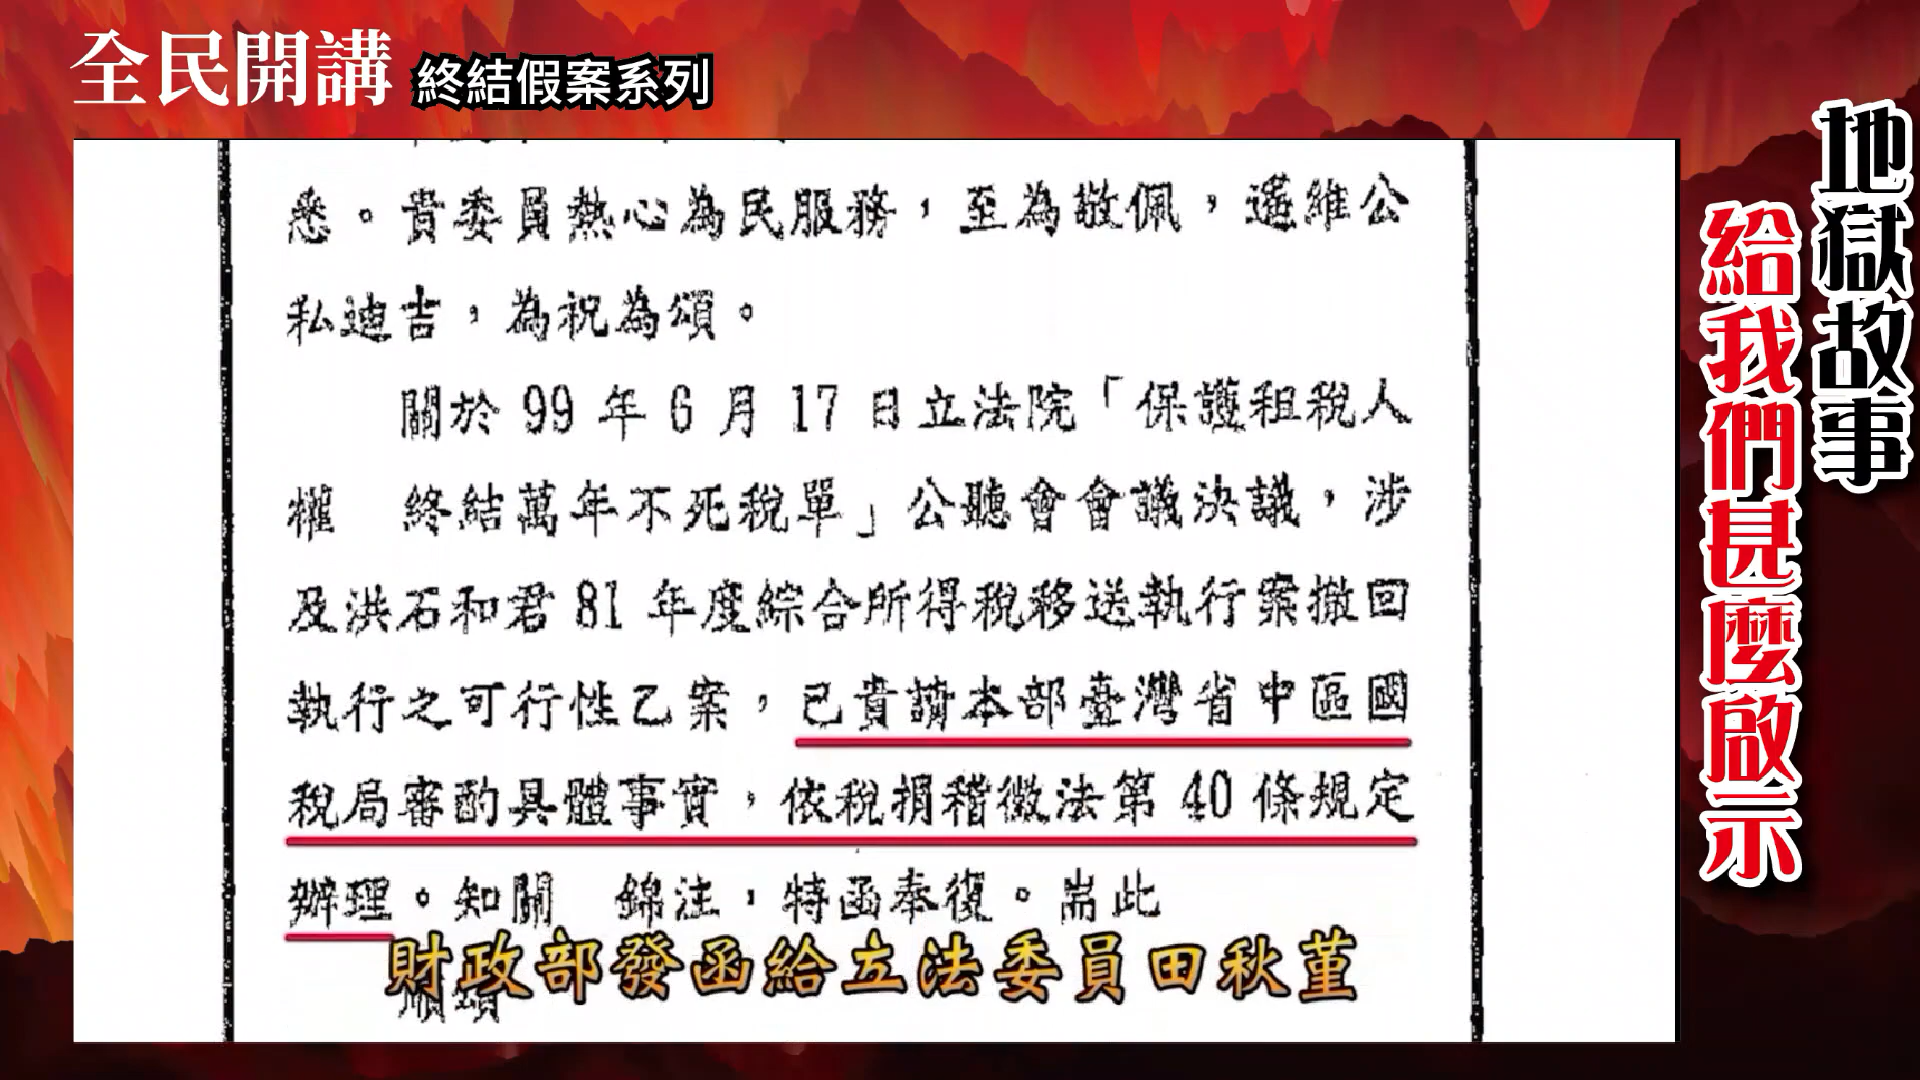 全民開講 終結假案系列
悉。貴委員熱心為民服務，至為敬佩，遙維公
私迪吉，為祝為頌。
關於 99 年 6 月 17 日立法院「保護租稅人
權 終結萬年不死稅單」公聽會會議決議，涉
及洪石和君 81 年度綜合所得稅移送執行案撤回
執行之可行性乙案，已責請本部臺灣省中區國
稅局審酌具體事實，依稅捐稽徵法第 40 條規定
辦理。知關 錦注，特函奉復。耑此
順頌
財政部發函給立法委員田秋堇
地獄故事
給我們甚麼啟示